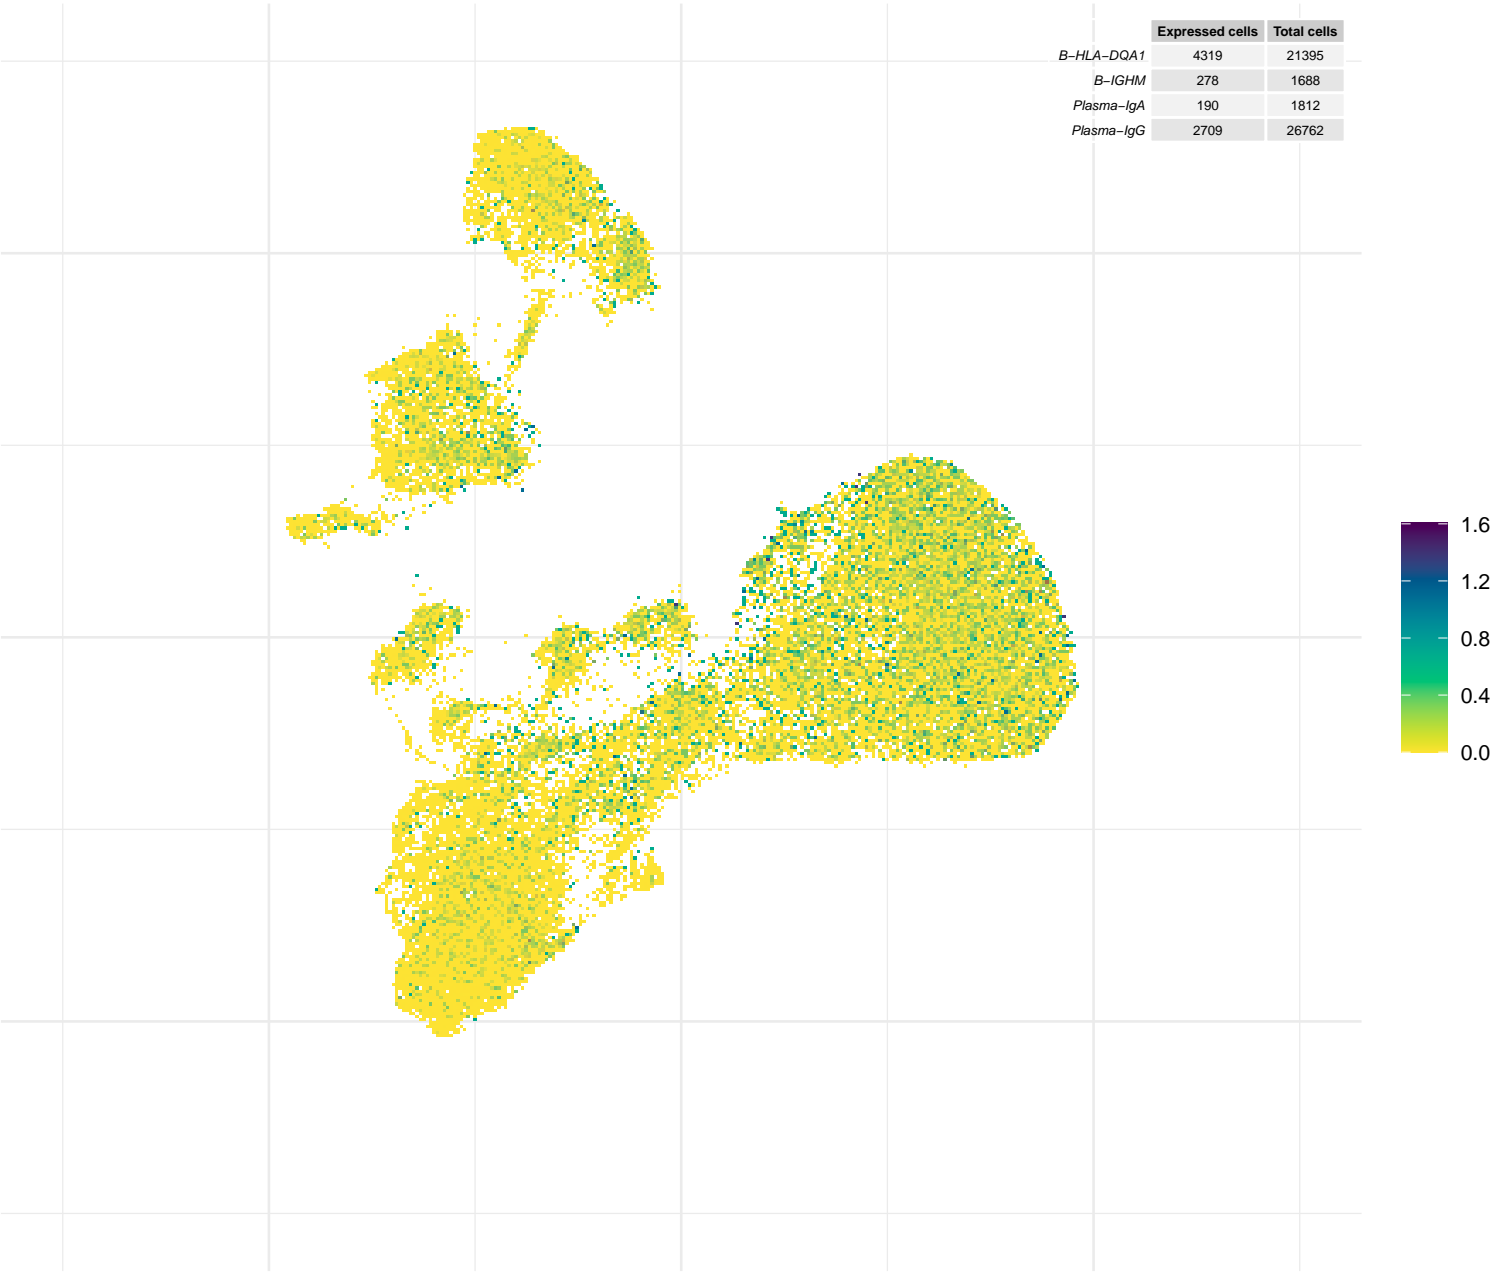 Expressed cells Total cells
B−HLA−DQA1 4319 21395
B−IGHM 278 1688
Plasma−IgA 190 1812
Plasma−IgG 2709 26762
1.6
1.2
0.8
0.4
0.0